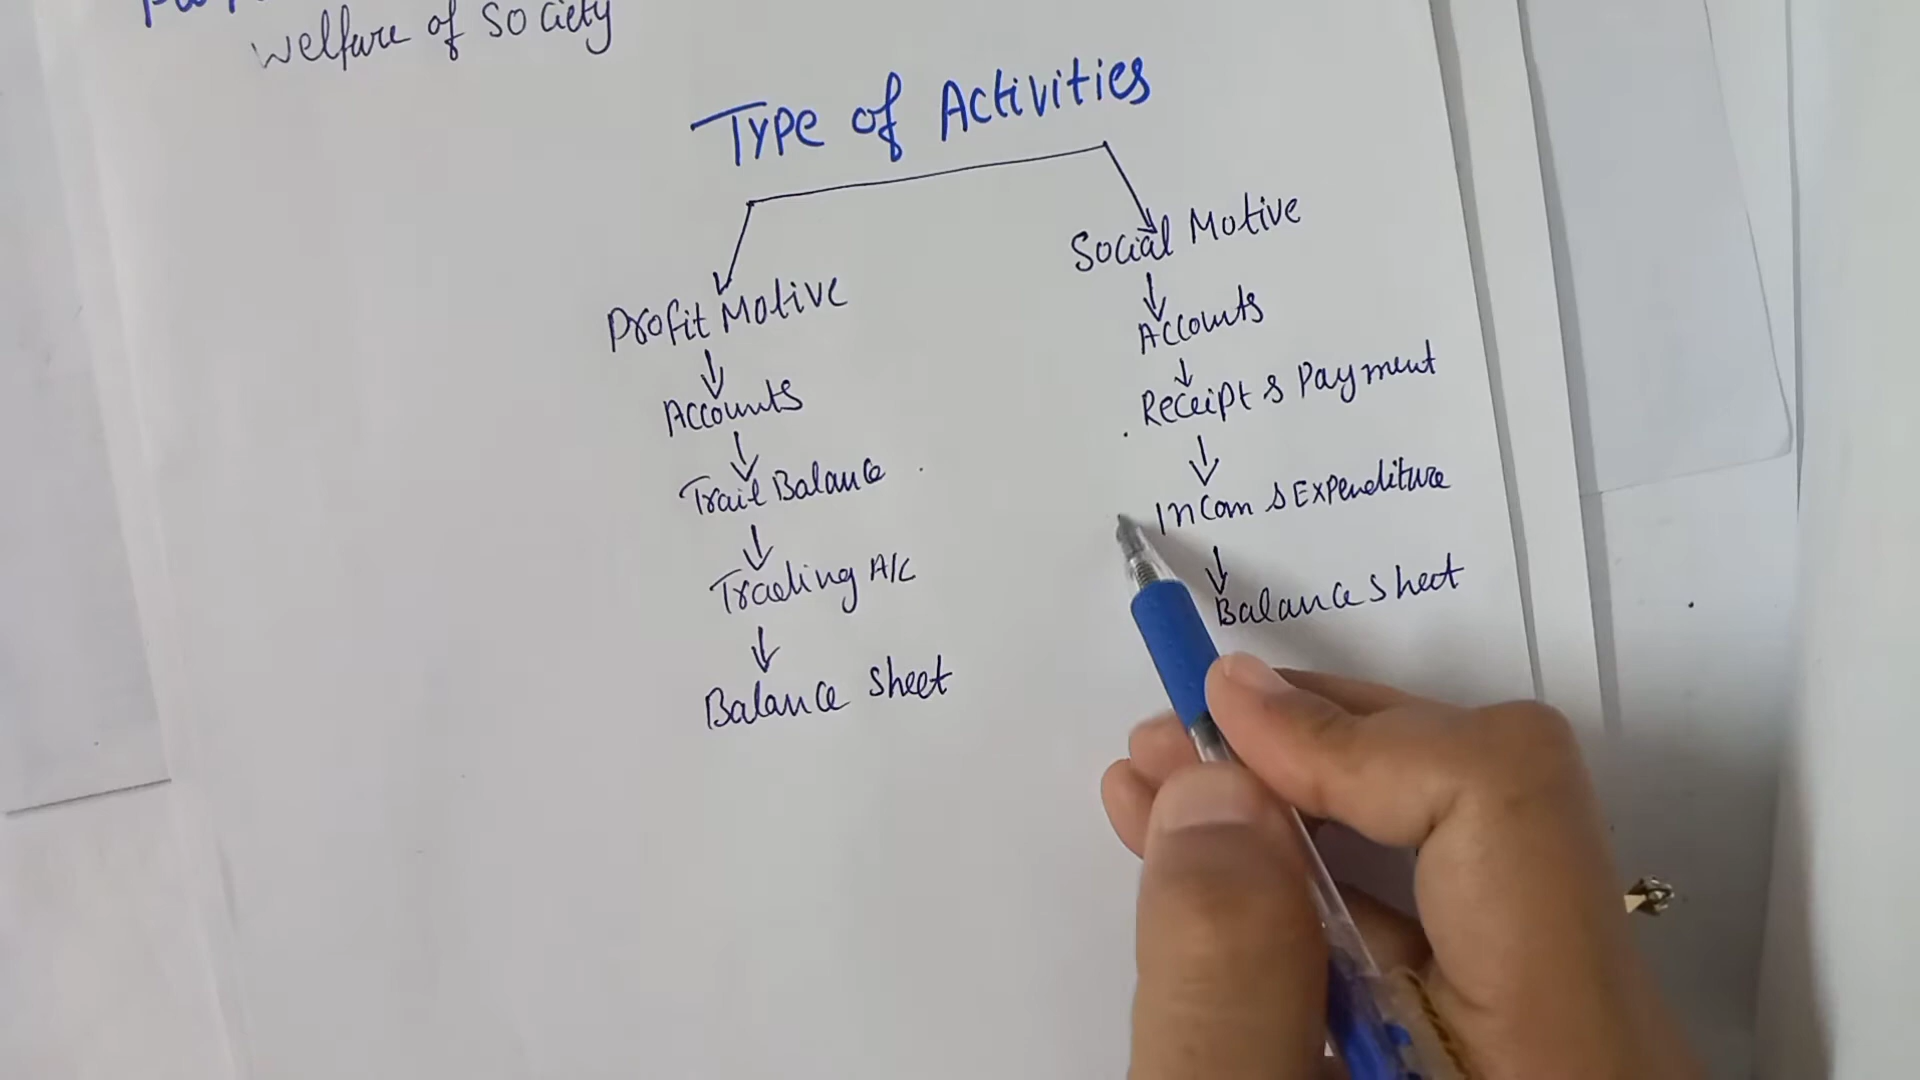 welfare of society
Type of Activities
Profit Motive
Accounts
Trail Balance
Trading A/C
Balance Sheet
Social Motive
Accounts
Receipt & Payment
InCom & Expenditure
Balance Sheet